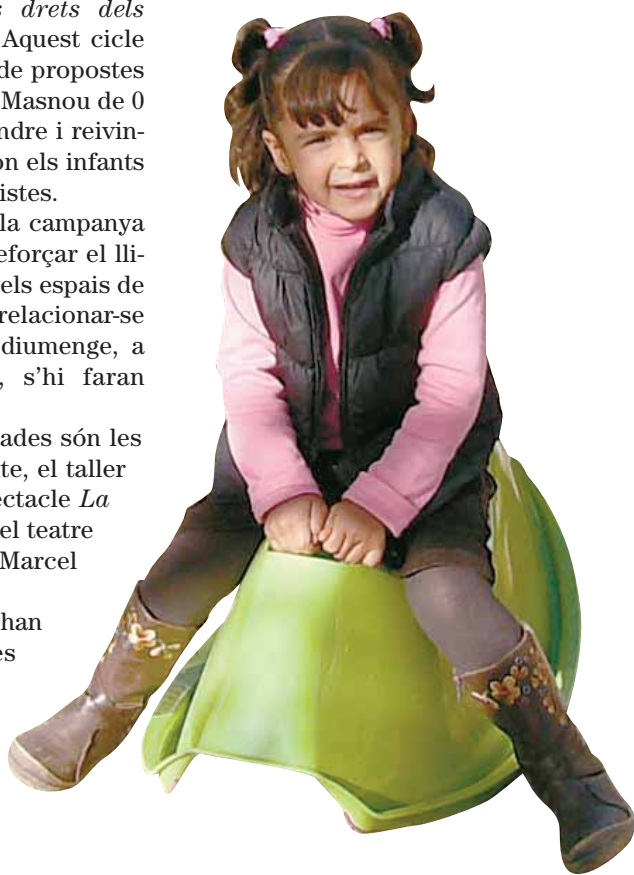 s drets dels
Aquest cicle
de propostes
Masnou de 0
ndre i reivin-
on els infants
istes.
la campanya
eforçar el lli-
els espais de
relacionar-se
diumenge, a
, s'hi faran
ades són les
te, el taller
ectacle La
el teatre
Marcel
han
es